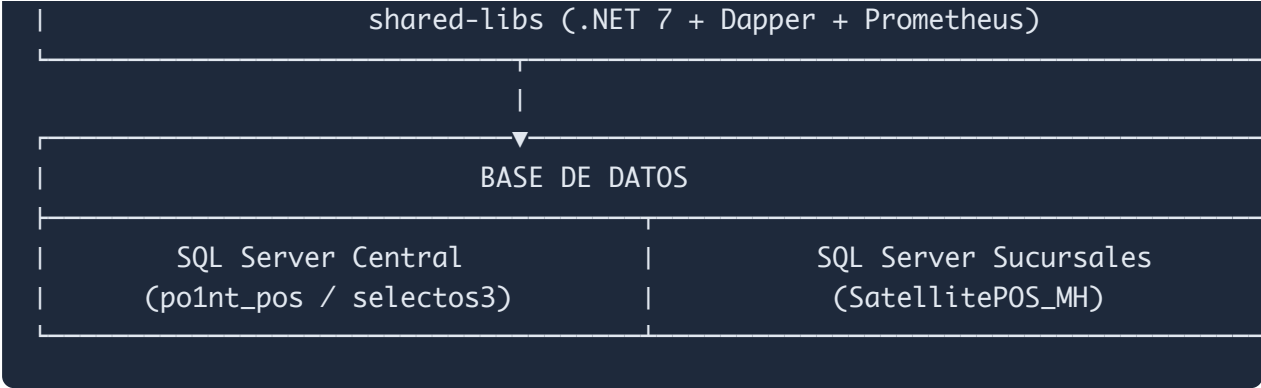 shared-libs (.NET 7 + Dapper + Prometheus)
BASE DE DATOS
SQL Server Central SQL Server Sucursales
(po1nt_pos / selectos3) (SatellitePOS_MH)